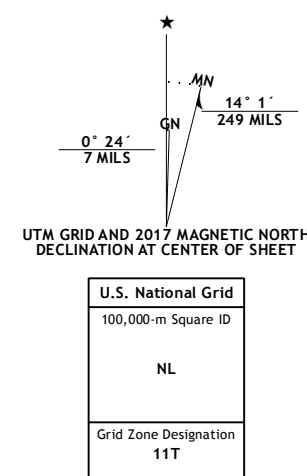 MN
GN
14° 1´
249 MILS
0° 24´
7 MILS
UTM GRID AND 2017 MAGNETIC NORTH
DECLINATION AT CENTER OF SHEET
U.S. National Grid
100,000-m Square ID
NL
Grid Zone Designation
11T